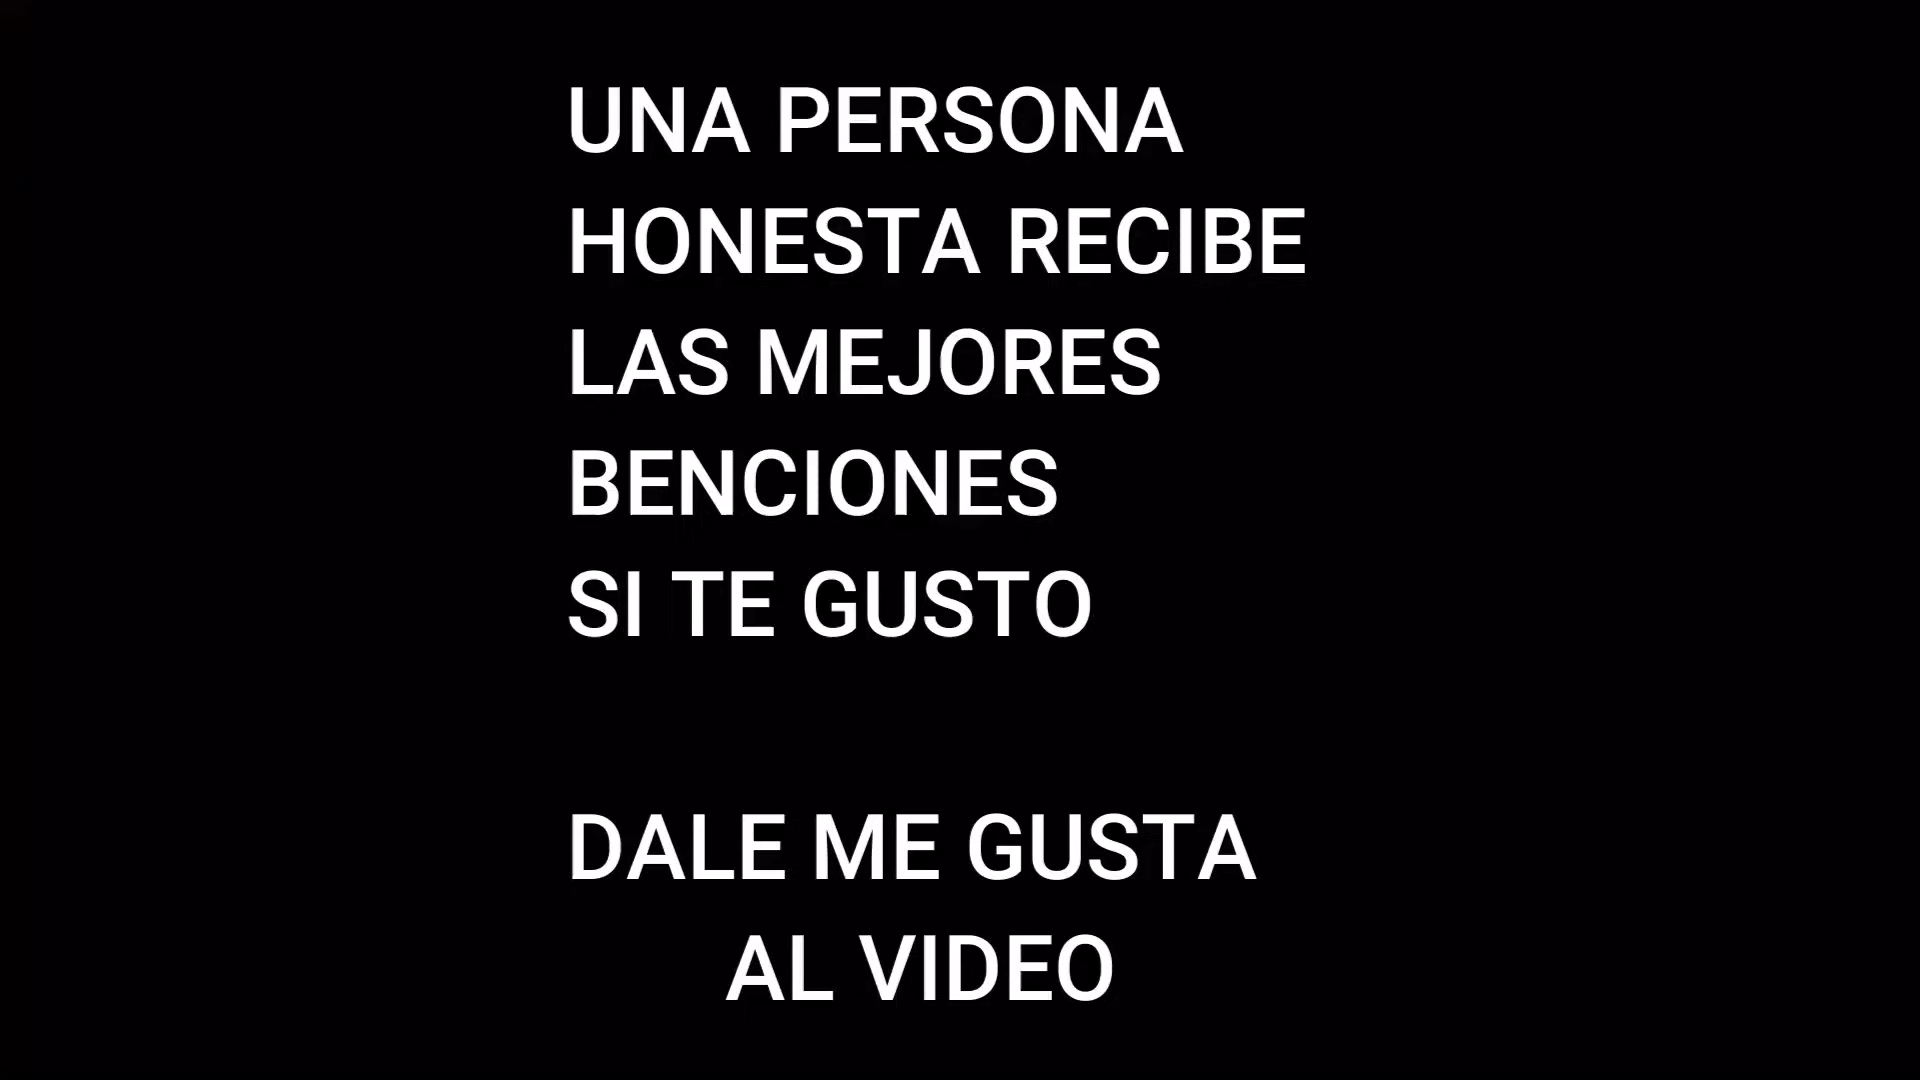 UNA PERSONA
HONESTA RECIBE
LAS MEJORES
BENCIONES
SI TE GUSTO
DALE ME GUSTA
AL VIDEO